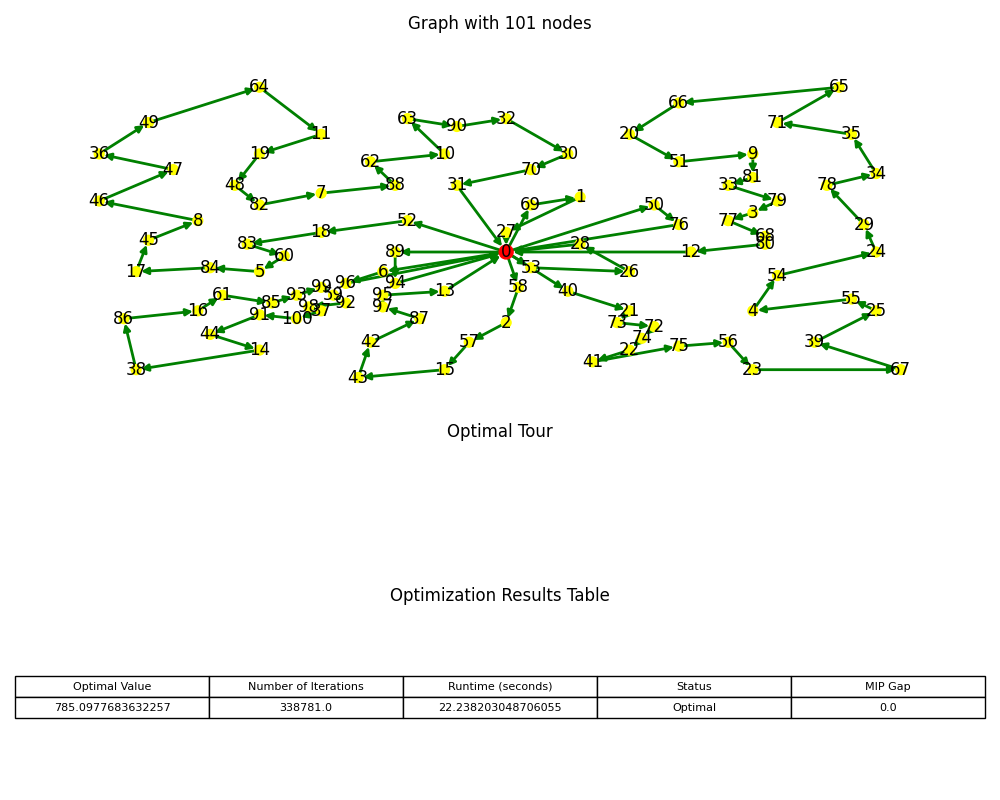 Graph with 101 nodes
64 65
66
49 63 90 32 20 71
11 35
36 19 62 10 30 51 9
47 70 81 34
48 88 31 33 78
46 82 7 69 1 50 79
8 52 3
18 27 76 77 29
45 83 28 68
80
60 89 0 12 24
17 84 5 6 53 26 54
99 96 94 58 40
61 93 59 95 13 55
16 85 98 92 97 21 4 25
86 91 100 37 87 2 73 72
44 42 57 74 56 39
14 41 22 75
38 43 15 23 67
Optimal Tour
Optimization Results Table
Optimal Value Number of Iterations Runtime (seconds) Status MIP Gap
785.0977683632257 338781.0 22.238203048706055 Optimal 0.0